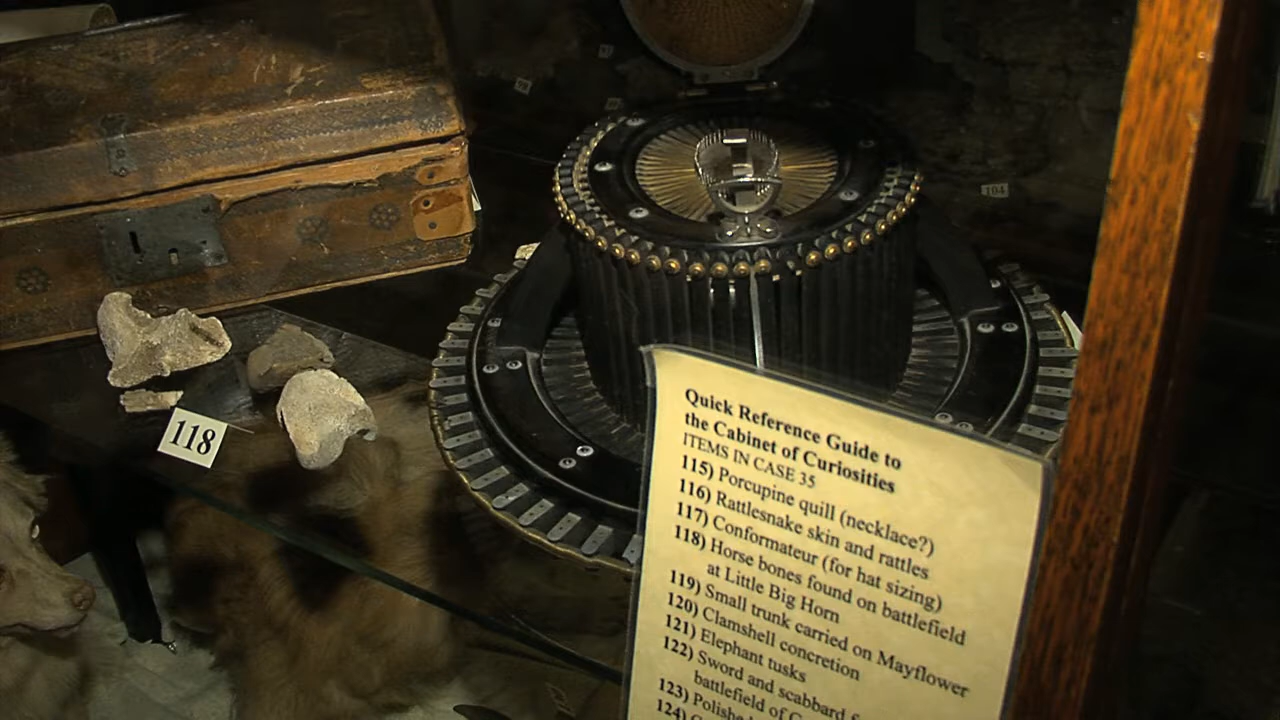 104
118
Quick Reference Guide to
the Cabinet of Curiosities
ITEMS IN CASE 35
115) Porcupine quill (necklace?)
116) Rattlesnake skin and rattles
117) Conformateur (for hat sizing)
118) Horse bones found on battlefield
at Little Big Horn
119) Small trunk carried on Mayflower
120) Clamshell concretion
121) Elephant tusks
122) Sword and scabbard
battlefield of
123)
124)